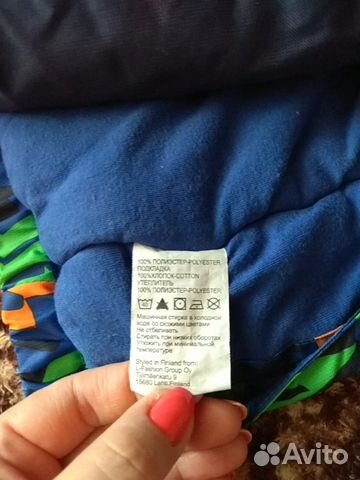 100% ПОЛИЭСТЕР-POLYESTER
ПОДКЛАДКА
100%ХЛОПОК-COTTON
УТЕПЛИТЕЛЬ
100% ПОЛИЭСТЕР-POLYESTER
Машинная стирка в холодной
воде со схожими цветами
Не отбеливать
Стирать при низких оборотах
Утюжить при минимальной
температуре
Styled in Finland from:
L-Fashion Group Oy
Tiilimäenkatu 9
15680 Lahti, Finland
Avito